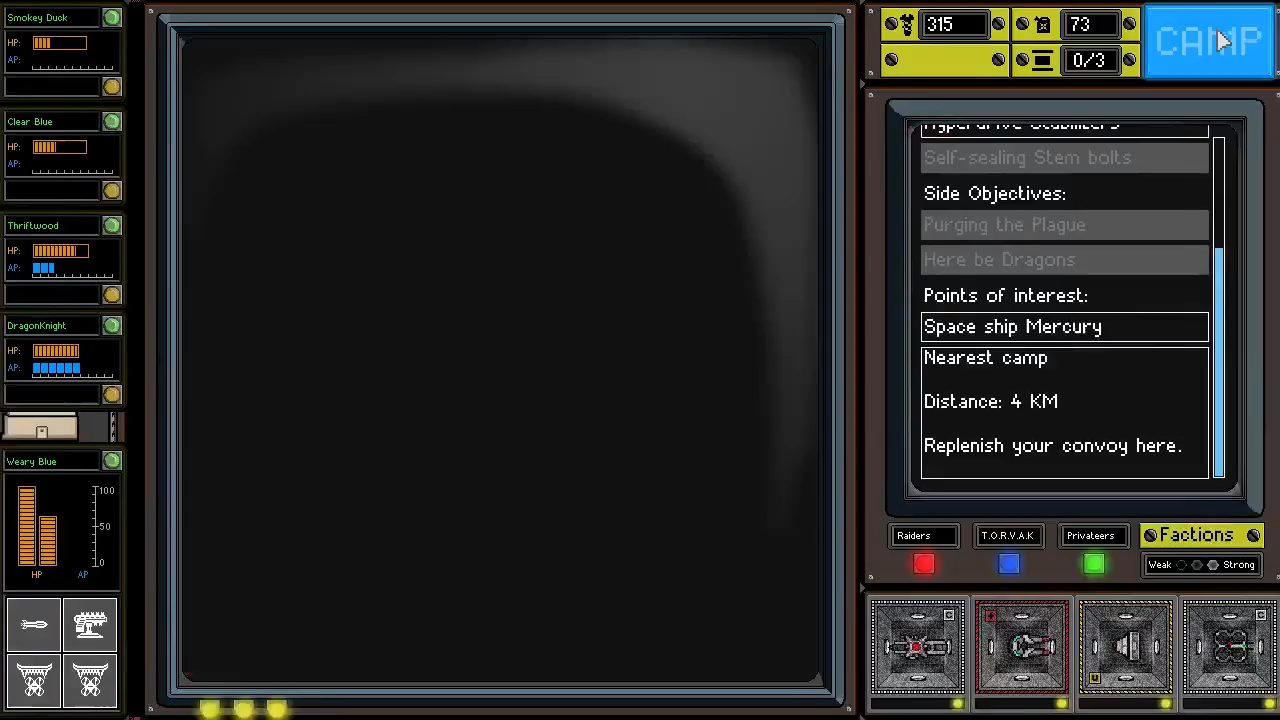 Smokey Duck
HP:
AP:
Clear Blue
HP:
AP:
Thriftwood
HP:
AP:
DragonKnight
HP:
AP:
Weary Blue
100
50
0
HP
AP
315
73
0/3
CAMP
Hyperdrive Stabilizers
Self-sealing Stem bolts
Side Objectives:
Purging the Plague
Here be Dragons
Points of interest:
Space ship Mercury
Nearest camp
Distance: 4 KM
Replenish your convoy here.
Raiders
T.O.R.V.A.K
Privateers
Factions
Weak
Strong